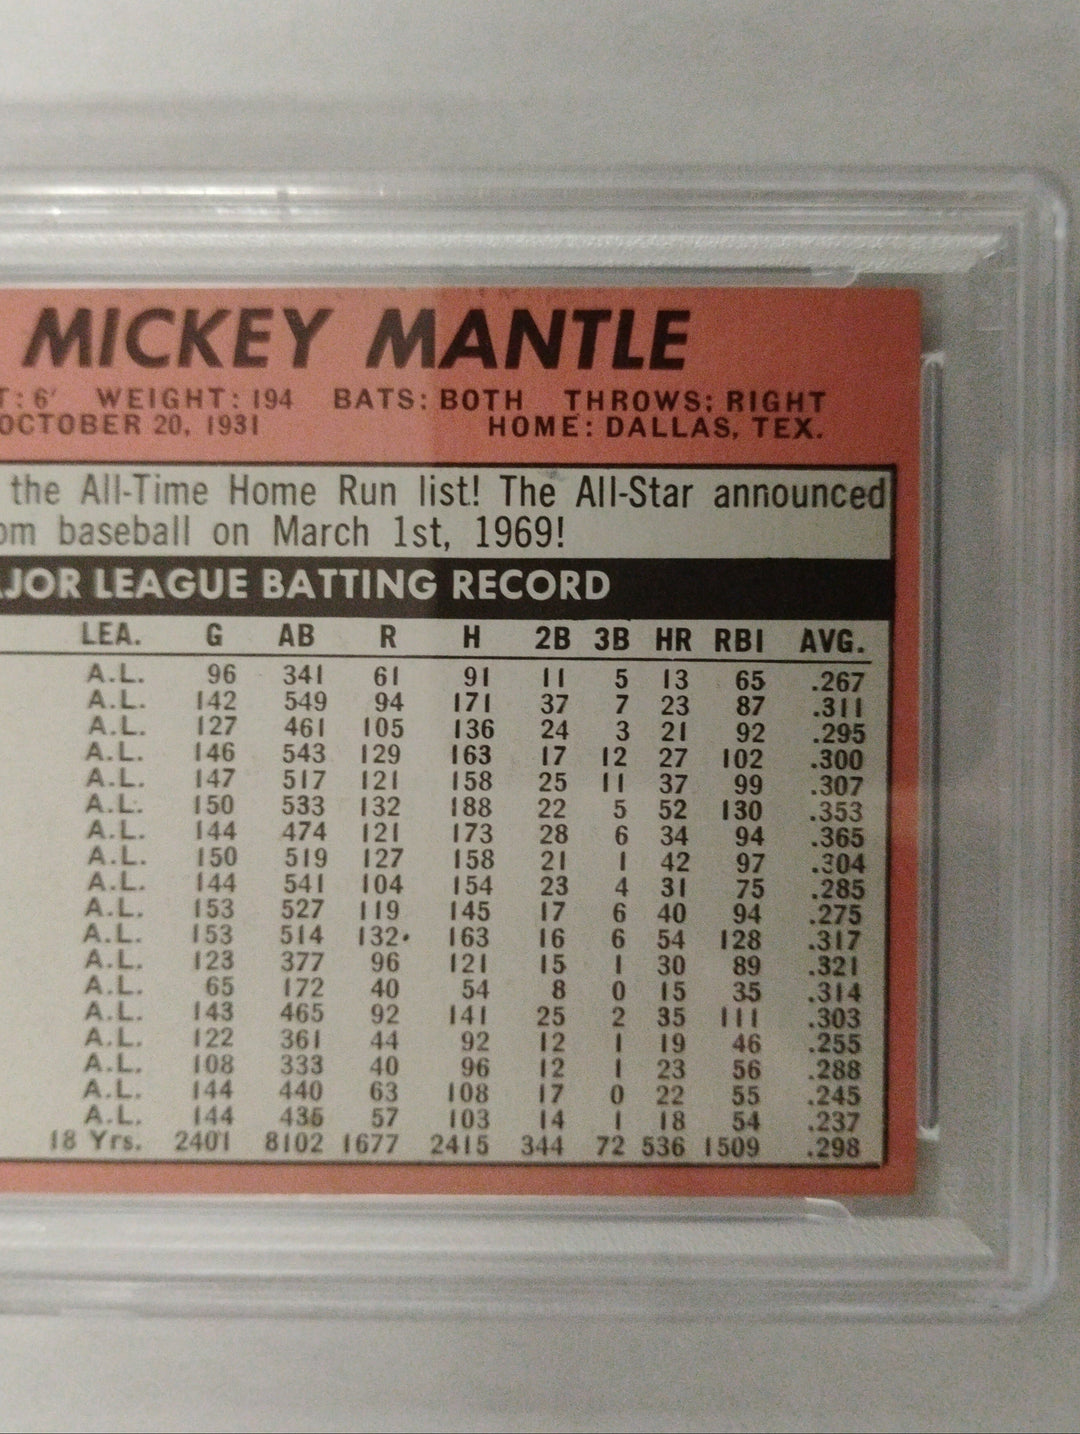 MICKEY MANTLE
T: 6' WEIGHT: 194 BATS: BOTH THROWS: RIGHT
OCTOBER 20, 1931 HOME: DALLAS, TEX.
the All-Time Home Run list! The All-Star announced
om baseball on March 1st, 1969!
JOR LEAGUE BATTING RECORD
LEA. G AB R H 2B 3B HR RBI AVG.
A.L. 96 341 61 91 11 5 13 65 .267
A.L. 142 549 94 171 37 7 23 87 .311
A.L. 127 461 105 136 24 3 21 92 .295
A.L. 146 543 129 163 17 12 27 102 .300
A.L. 147 517 121 158 25 11 37 99 .307
A.L. 150 533 132 188 22 5 52 130 .353
A.L. 144 474 121 173 28 6 34 94 .365
A.L. 150 519 127 158 21 1 42 97 .304
A.L. 144 541 104 154 23 4 31 75 .285
A.L. 153 527 119 145 17 6 40 94 .275
A.L. 153 514 132• 163 16 6 54 128 .317
A.L. 123 377 96 121 15 1 30 89 .321
A.L. 65 172 40 54 8 0 15 35 .314
A.L. 143 465 92 141 25 2 35 111 .303
A.L. 122 361 44 92 12 1 19 46 .255
A.L. 108 333 40 96 12 1 23 56 .288
A.L. 144 440 63 108 17 0 22 55 .245
A.L. 144 435 57 103 14 1 18 54 .237
18 Yrs. 2401 8102 1677 2415 344 72 536 1509 .298